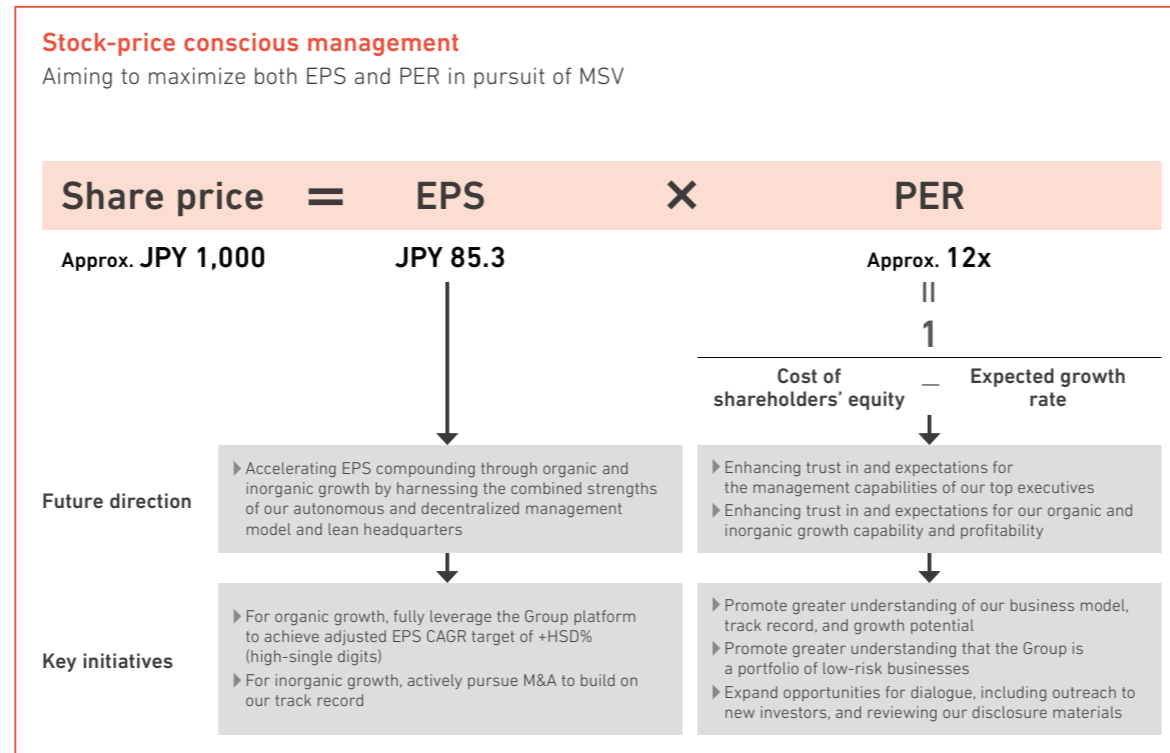 Stock-price conscious management
Aiming to maximize both EPS and PER in pursuit of MSV
Share price = EPS × PER
Approx. JPY 1,000
JPY 85.3
Approx. 12x
=
1
Cost of
shareholders’ equity
—
Expected growth
rate
Future direction
Accelerating EPS compounding through organic and
inorganic growth by harnessing the combined strengths
of our autonomous and decentralized management
model and lean headquarters
Enhancing trust in and expectations for
the management capabilities of our top executives
Enhancing trust in and expectations for our organic and
inorganic growth capability and profitability
Key initiatives
For organic growth, fully leverage the Group platform
to achieve adjusted EPS CAGR target of +HSD%
(high-single digits)
For inorganic growth, actively pursue M&A to build on
our track record
Promote greater understanding of our business model,
track record, and growth potential
Promote greater understanding that the Group is
a portfolio of low-risk businesses
Expand opportunities for dialogue, including outreach to
new investors, and reviewing our disclosure materials